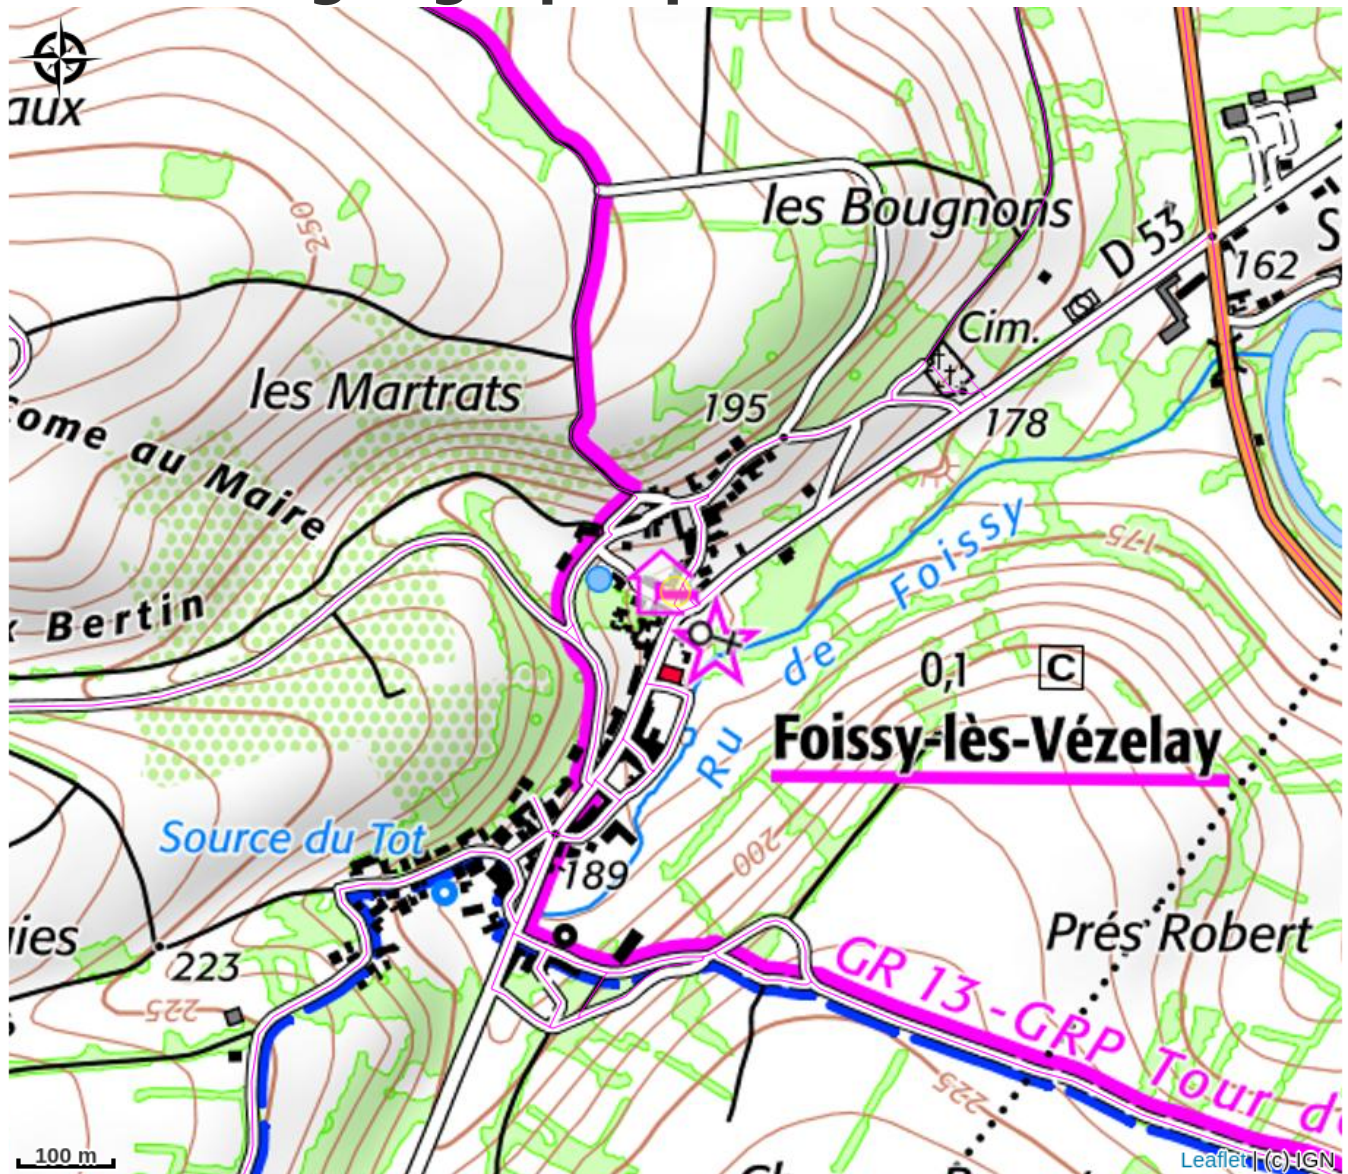 aux
250
les Bougnons
D 53
S
162
Cim.
les Martrats
195
178
come au Maire
175
Ru de Foissy
Bertin
0,1
C
Foissy-lès-Vézelay
Source du Tot
200
189
Prés Robert
ies
223
GR 13 - GRP Tour d
225
225
100 m
Leaflet | (c) IGN